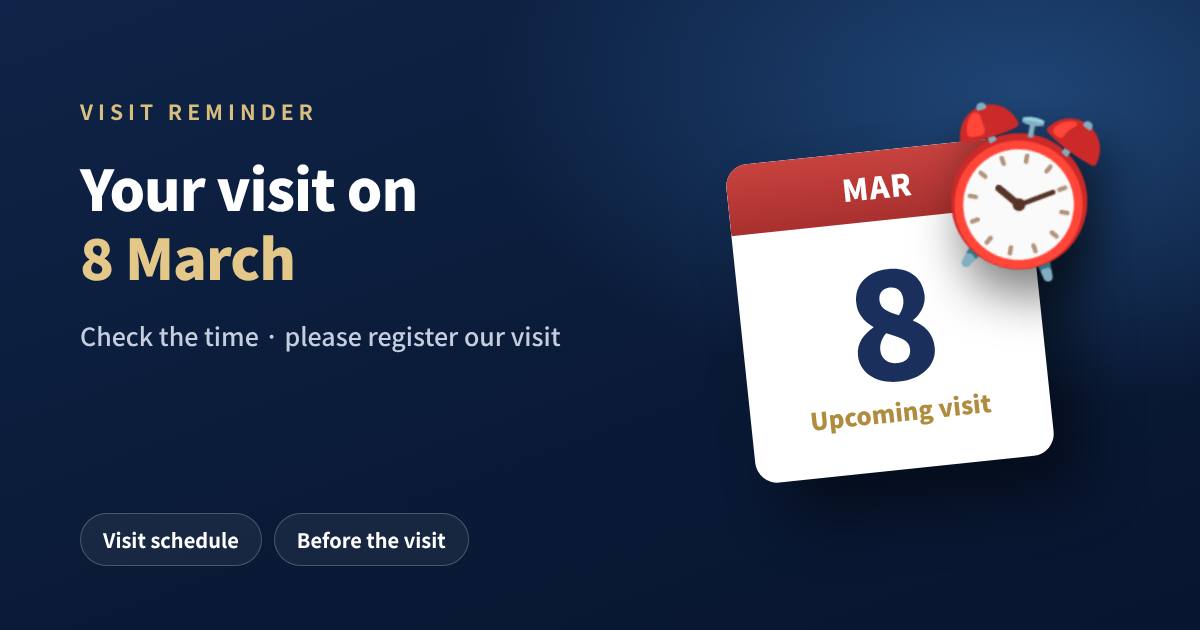 VISIT REMINDER
Your visit on
8 March
Check the time · please register our visit
Visit schedule
Before the visit
MAR
8
Upcoming visit